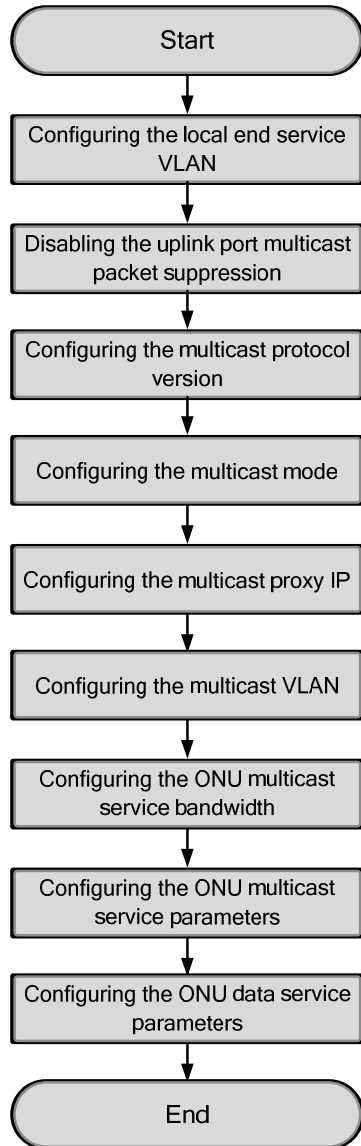 Start
Configuring the local end service
VLAN
Disabling the uplink port multicast
packet suppression
Configuring the multicast protocol
version
Configuring the multicast mode
Configuring the multicast proxy IP
Configuring the multicast VLAN
Configuring the ONU multicast
service bandwidth
Configuring the ONU multicast
service parameters
Configuring the ONU data service
parameters
End